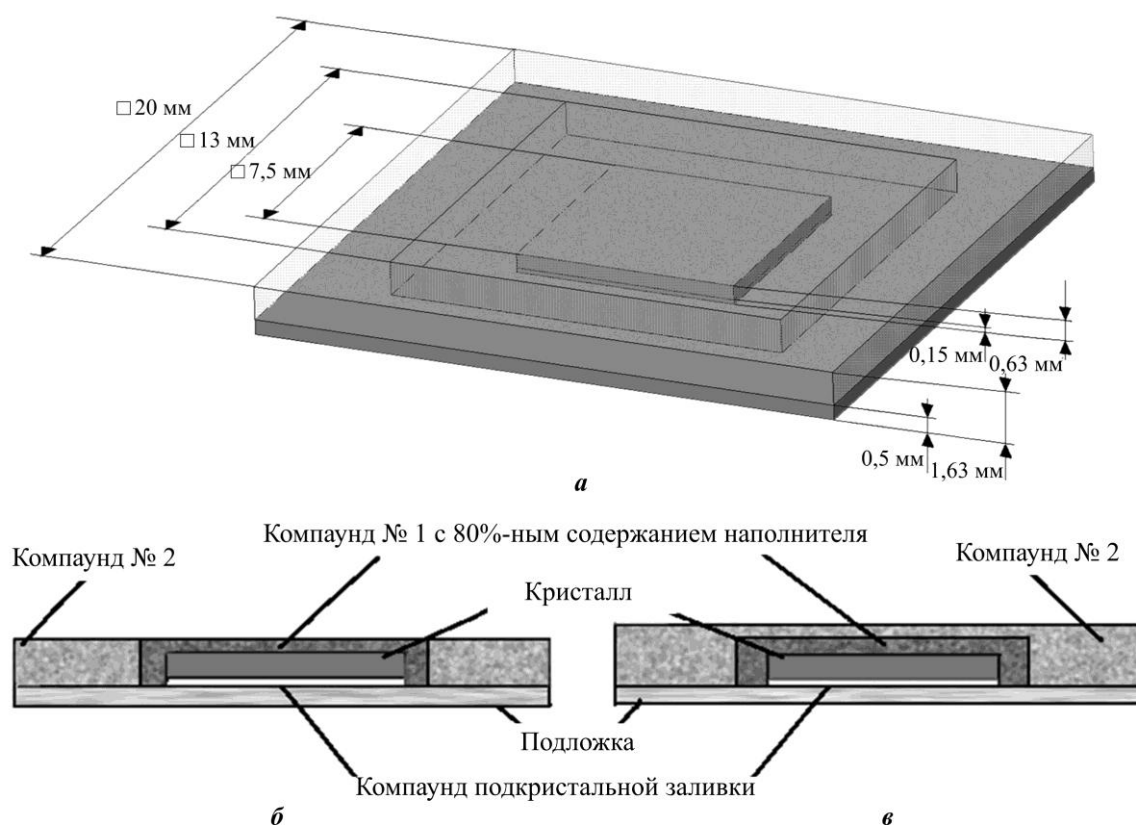 □20 мм
□13 мм
□7,5 мм
0,15 мм
0,63 мм
0,5 мм
1,63 мм
а
Компаунд № 1 с 80%-ным содержанием наполнителя
Компаунд № 2
Компаунд № 2
Кристалл
Подложка
Компаунд подкристальной заливки
б
в